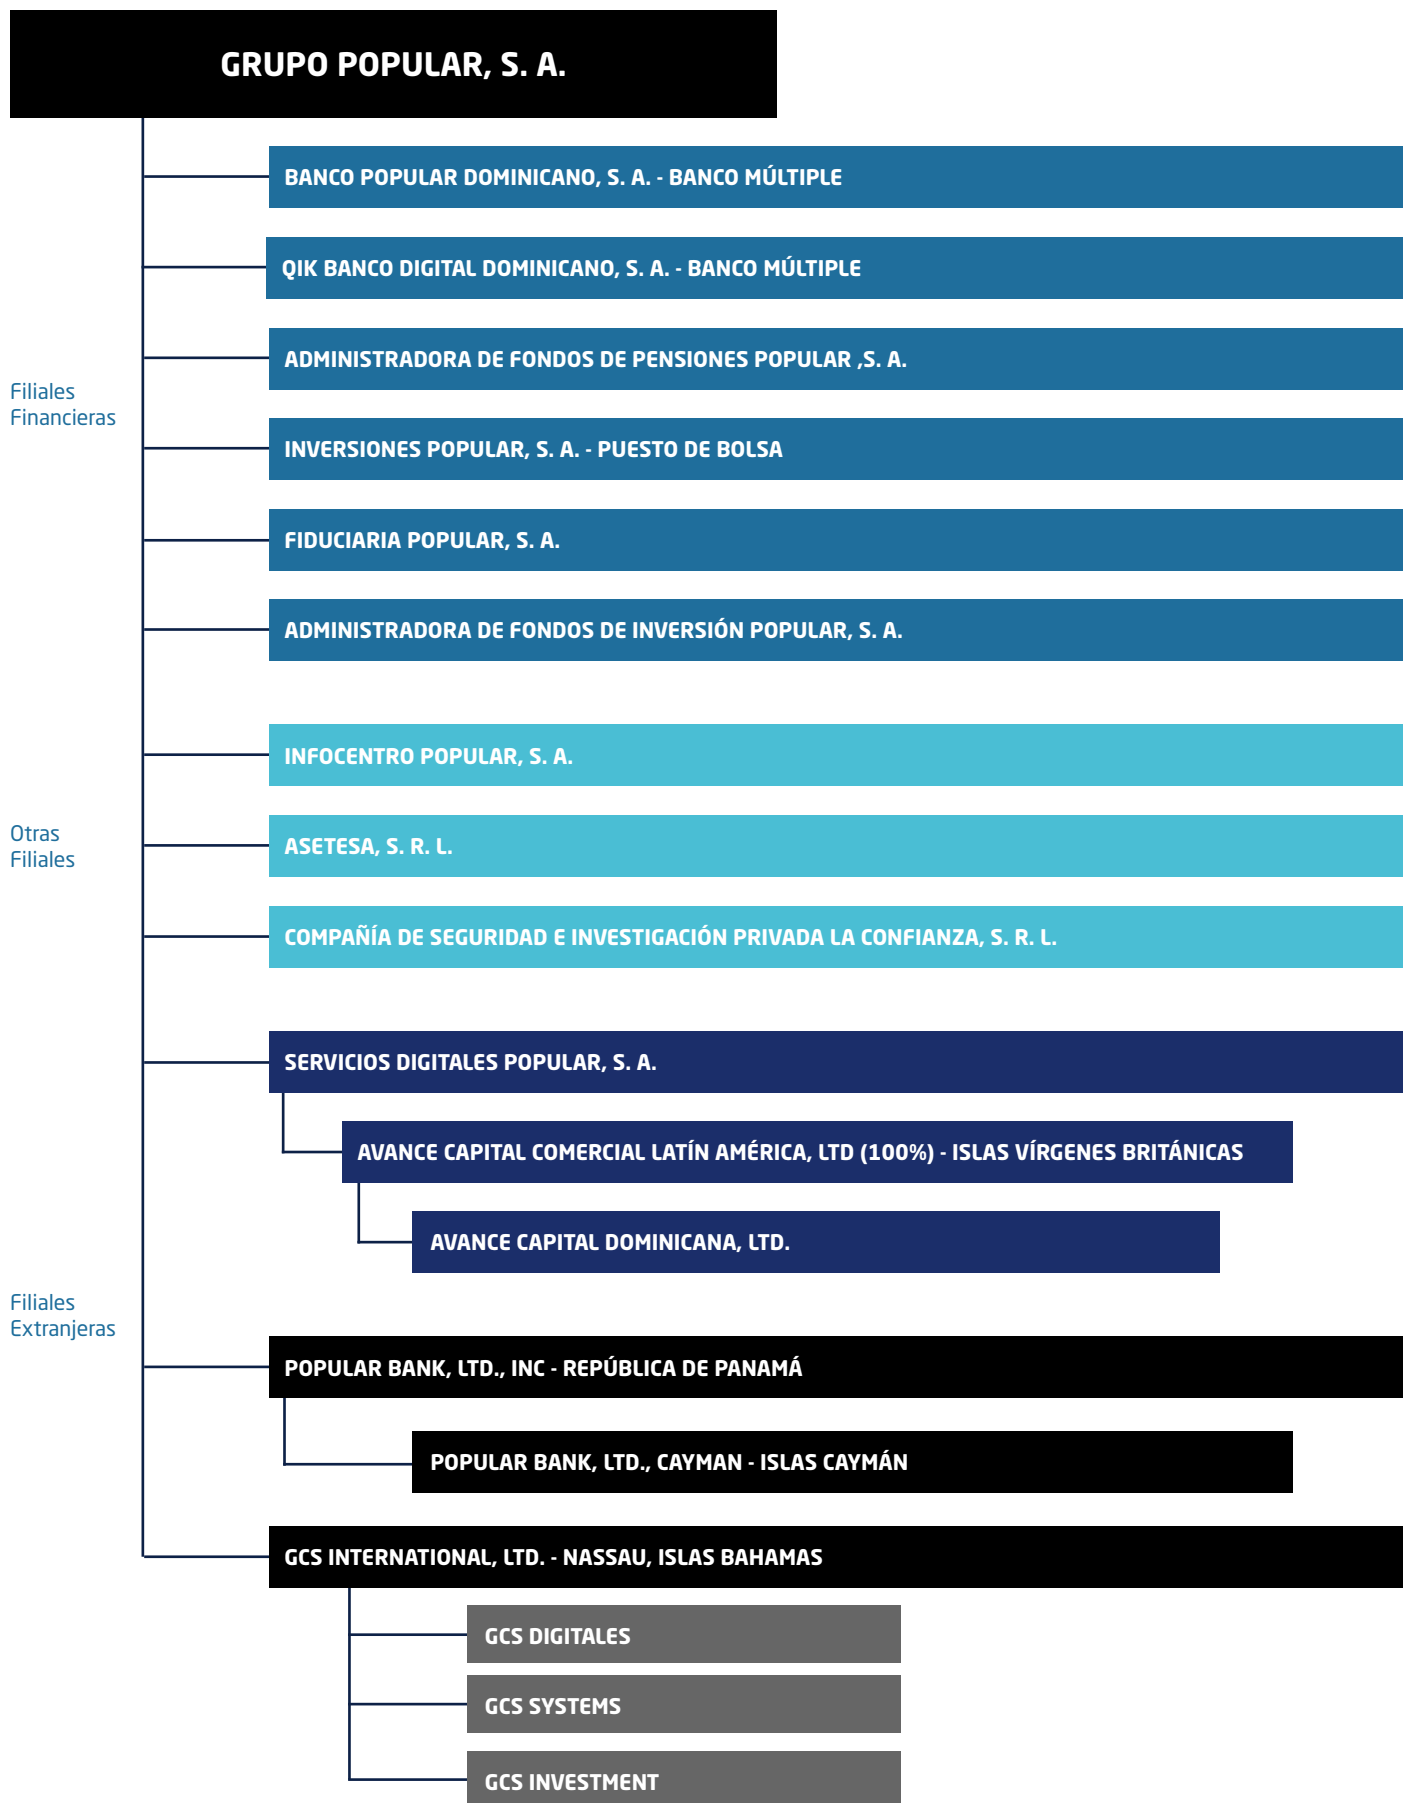 GRUPO POPULAR, S. A.
BANCO POPULAR DOMINICANO, S. A. - BANCO MÚLTIPLE
QIK BANCO DIGITAL DOMINICANO, S. A. - BANCO MÚLTIPLE
ADMINISTRADORA DE FONDOS DE PENSIONES POPULAR ,S. A.
Filiales
Financieras
INVERSIONES POPULAR, S. A. - PUESTO DE BOLSA
FIDUCIARIA POPULAR, S. A.
ADMINISTRADORA DE FONDOS DE INVERSIÓN POPULAR, S. A.
INFOCENTRO POPULAR, S. A.
Otras
Filiales
ASETESA, S. R. L.
COMPAÑÍA DE SEGURIDAD E INVESTIGACIÓN PRIVADA LA CONFIANZA, S. R. L.
SERVICIOS DIGITALES POPULAR, S. A.
AVANCE CAPITAL COMERCIAL LATÍN AMÉRICA, LTD (100%) - ISLAS VÍRGENES BRITÁNICAS
AVANCE CAPITAL DOMINICANA, LTD.
Filiales
Extranjeras
POPULAR BANK, LTD., INC - REPÚBLICA DE PANAMÁ
POPULAR BANK, LTD., CAYMAN - ISLAS CAYMÁN
GCS INTERNATIONAL, LTD. - NASSAU, ISLAS BAHAMAS
GCS DIGITALES
GCS SYSTEMS
GCS INVESTMENT